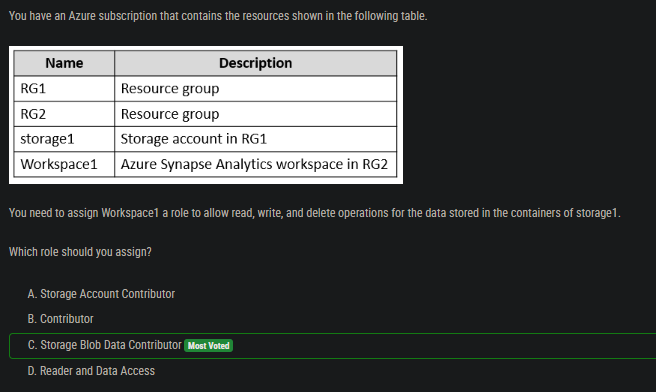 You have an Azure subscription that contains the resources shown in the following table.
Name Description
RG1 Resource group
RG2 Resource group
storage1 Storage account in RG1
Workspace1 Azure Synapse Analytics workspace in RG2
You need to assign Workspace1 a role to allow read, write, and delete operations for the data stored in the containers of storage1.
Which role should you assign?
A. Storage Account Contributor
B. Contributor
C. Storage Blob Data Contributor Most Voted
D. Reader and Data Access